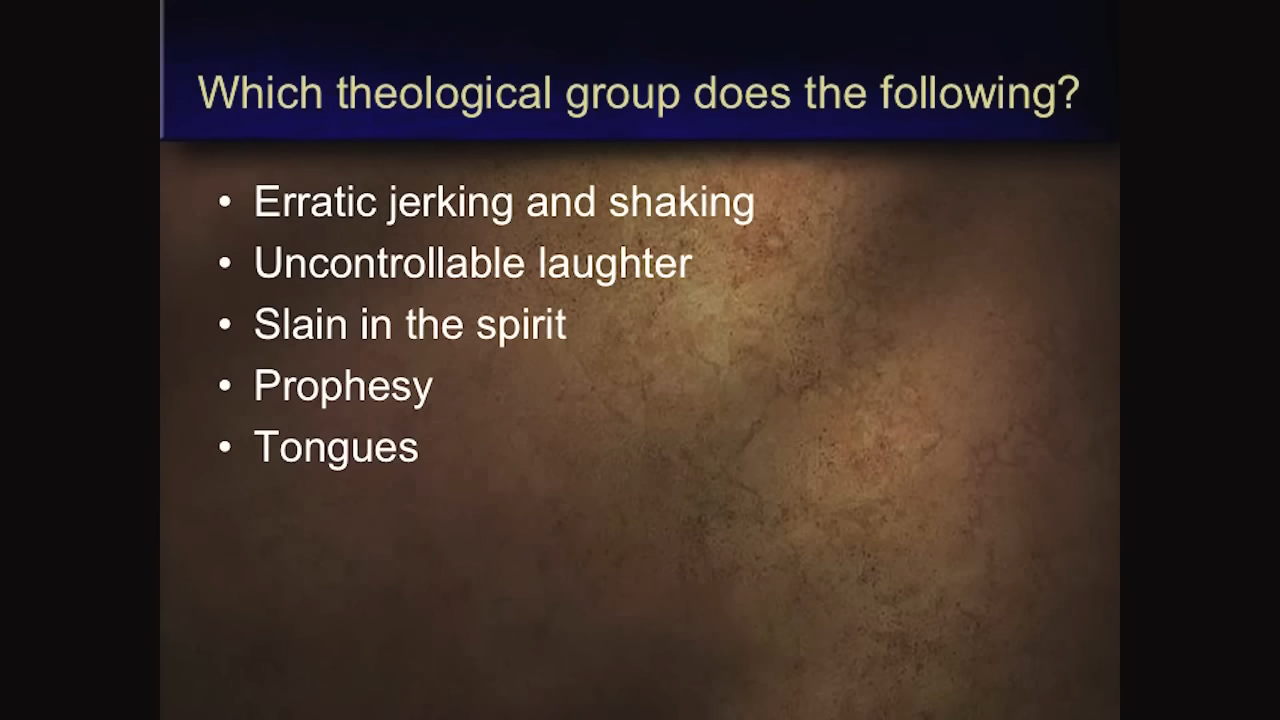 Which theological group does the following?
• Erratic jerking and shaking
• Uncontrollable laughter
• Slain in the spirit
• Prophesy
• Tongues